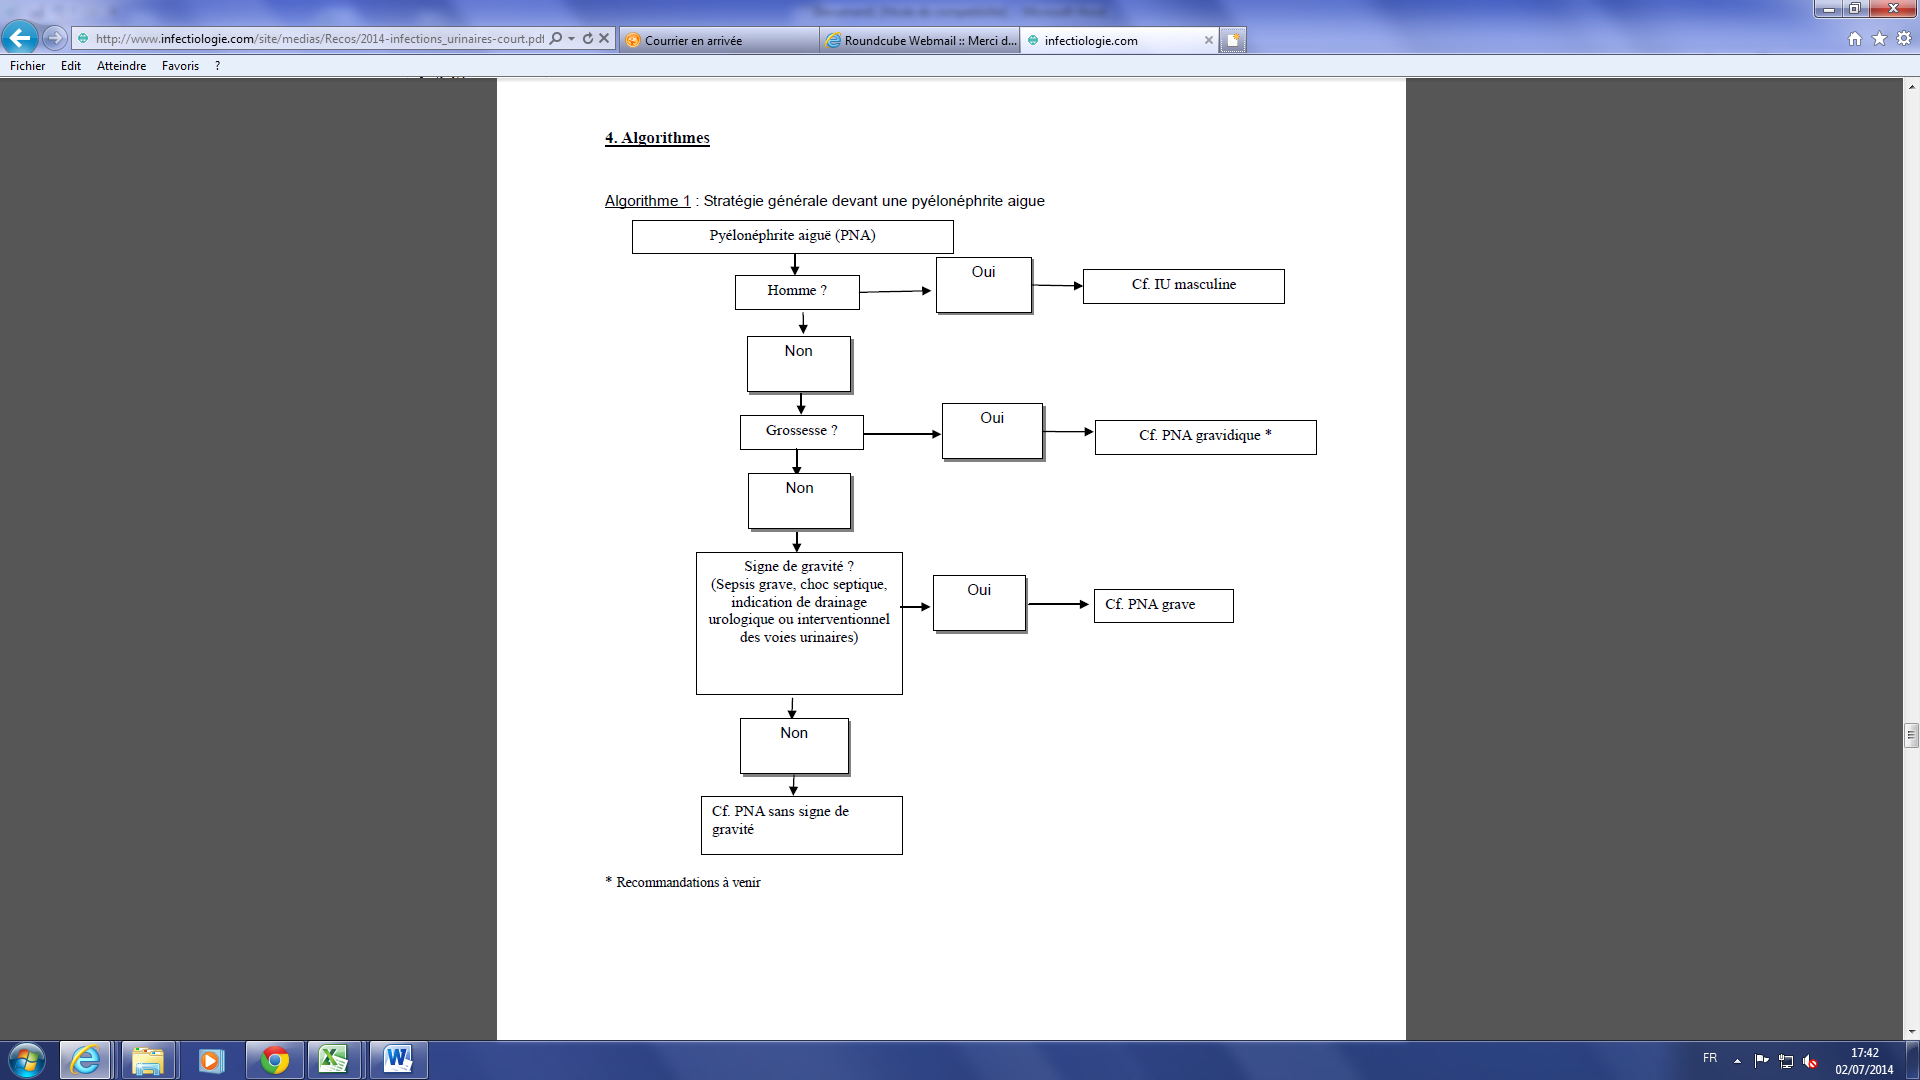 http://www.infectiologie.com/site/medias/Recos/2014-infections_urinaires-court.pdf
Courrier en arrivée
Roundcube Webmail :: Merci d...
infectiologie.com
Fichier Edit Atteindre Favoris ?
4. Algorithmes
Algorithme 1 : Stratégie générale devant une pyélonéphrite aigue
Pyélonéphrite aiguë (PNA)
Homme ?
Oui
Cf. IU masculine
Non
Grossesse ?
Oui
Cf. PNA gravidique *
Non
Signe de gravité ?
(Sepsis grave, choc septique,
indication de drainage
urologique ou interventionnel
des voies urinaires)
Oui
Cf. PNA grave
Non
Cf. PNA sans signe de
gravité
* Recommandations à venir
FR
17:42
02/07/2014